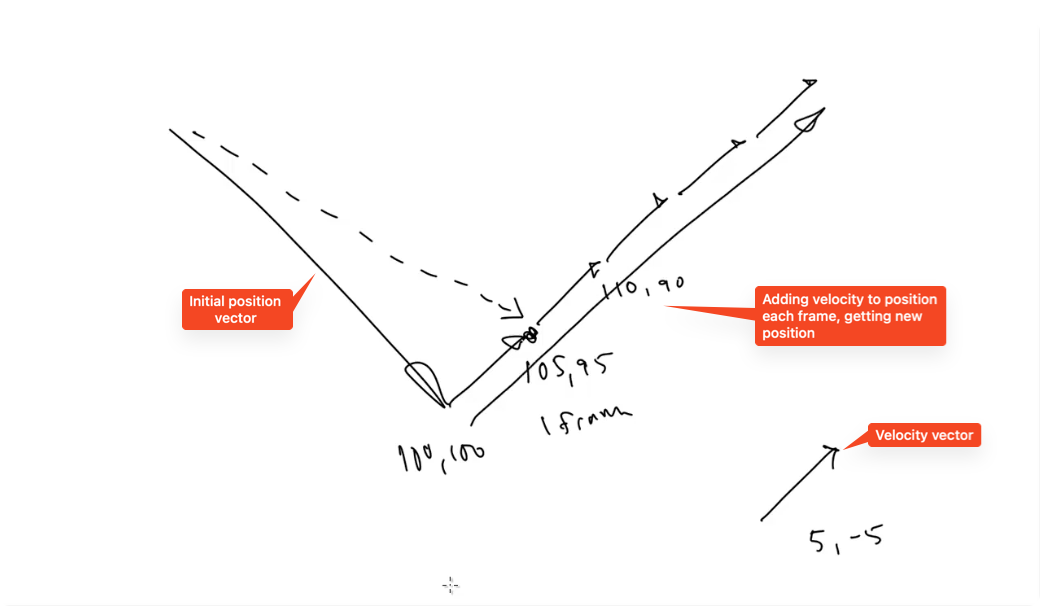 Initial position
vector
110,90
Adding velocity to position
each frame, getting new
position
105,95
1 frame
100,100
Velocity vector
5,-5